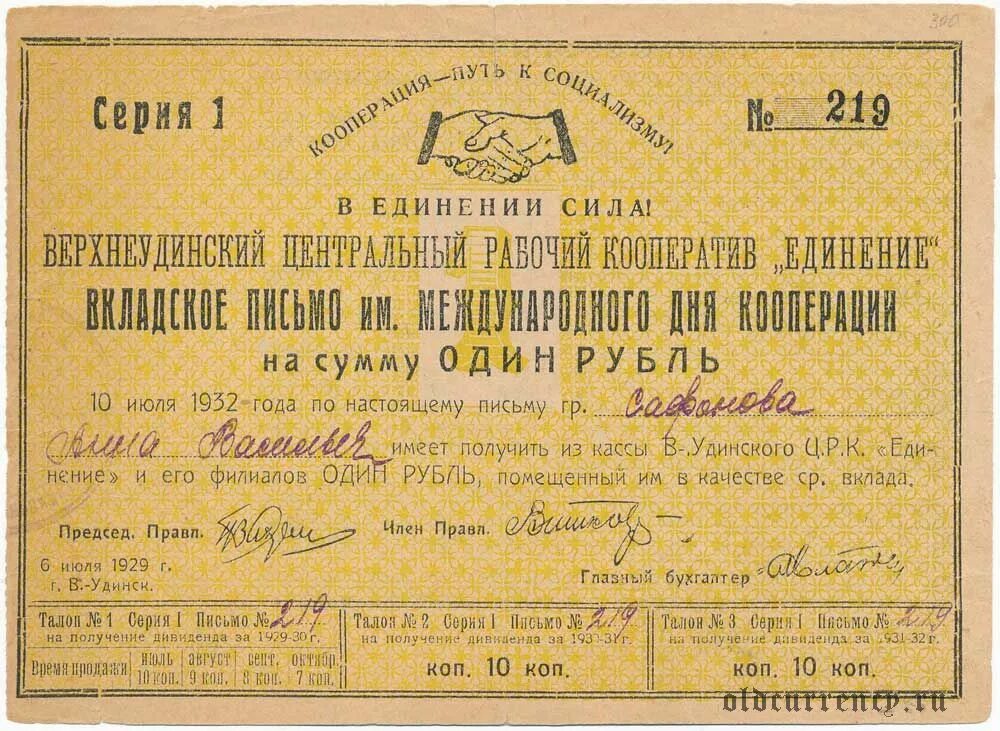 300
Серия 1
№ 219
КООПЕРАЦИЯ—ПУТЬ К СОЦИАЛИЗМУ!
В ЕДИНЕНИИ СИЛА!
ВЕРХНЕУДИНСКИЙ ЦЕНТРАЛЬНЫЙ РАБОЧИЙ КООПЕРАТИВ „ЕДИНЕНИЕ“
ВКЛАДСКОЕ ПИСЬМО им. МЕЖДУНАРОДНОГО ДНЯ КООПЕРАЦИИ
на сумму ОДИН РУБЛЬ
10 июля 1932 года по настоящему письму гр. Сафонова
Анна Васильев имеет получить из кассы В-.Удинского Ц.Р.К. «Еди-
нение» и его филиалов ОДИН РУБЛЬ, помещенный им в качестве ср. вклада.
Председ. Правл. Член Правл.
6 июля 1929 г.
г. В.-Удинск.
Главный бухгалтер
Талон № 1 Серия 1 Письмо № 219
на получение дивиденда за 1929-30 г.
Время продажи июль 10 коп. август 9 коп. сент. 8 коп. октябр. 7 коп.
Талон № 2 Серия 1 Письмо № 219
на получение дивиденда за 1930-31 г.
коп. 10 коп.
Талон № 3 Серия 1 Письмо № 219
на получение дивиденда за 1931-32 г.
коп. 10 коп.
oldcurrency.ru